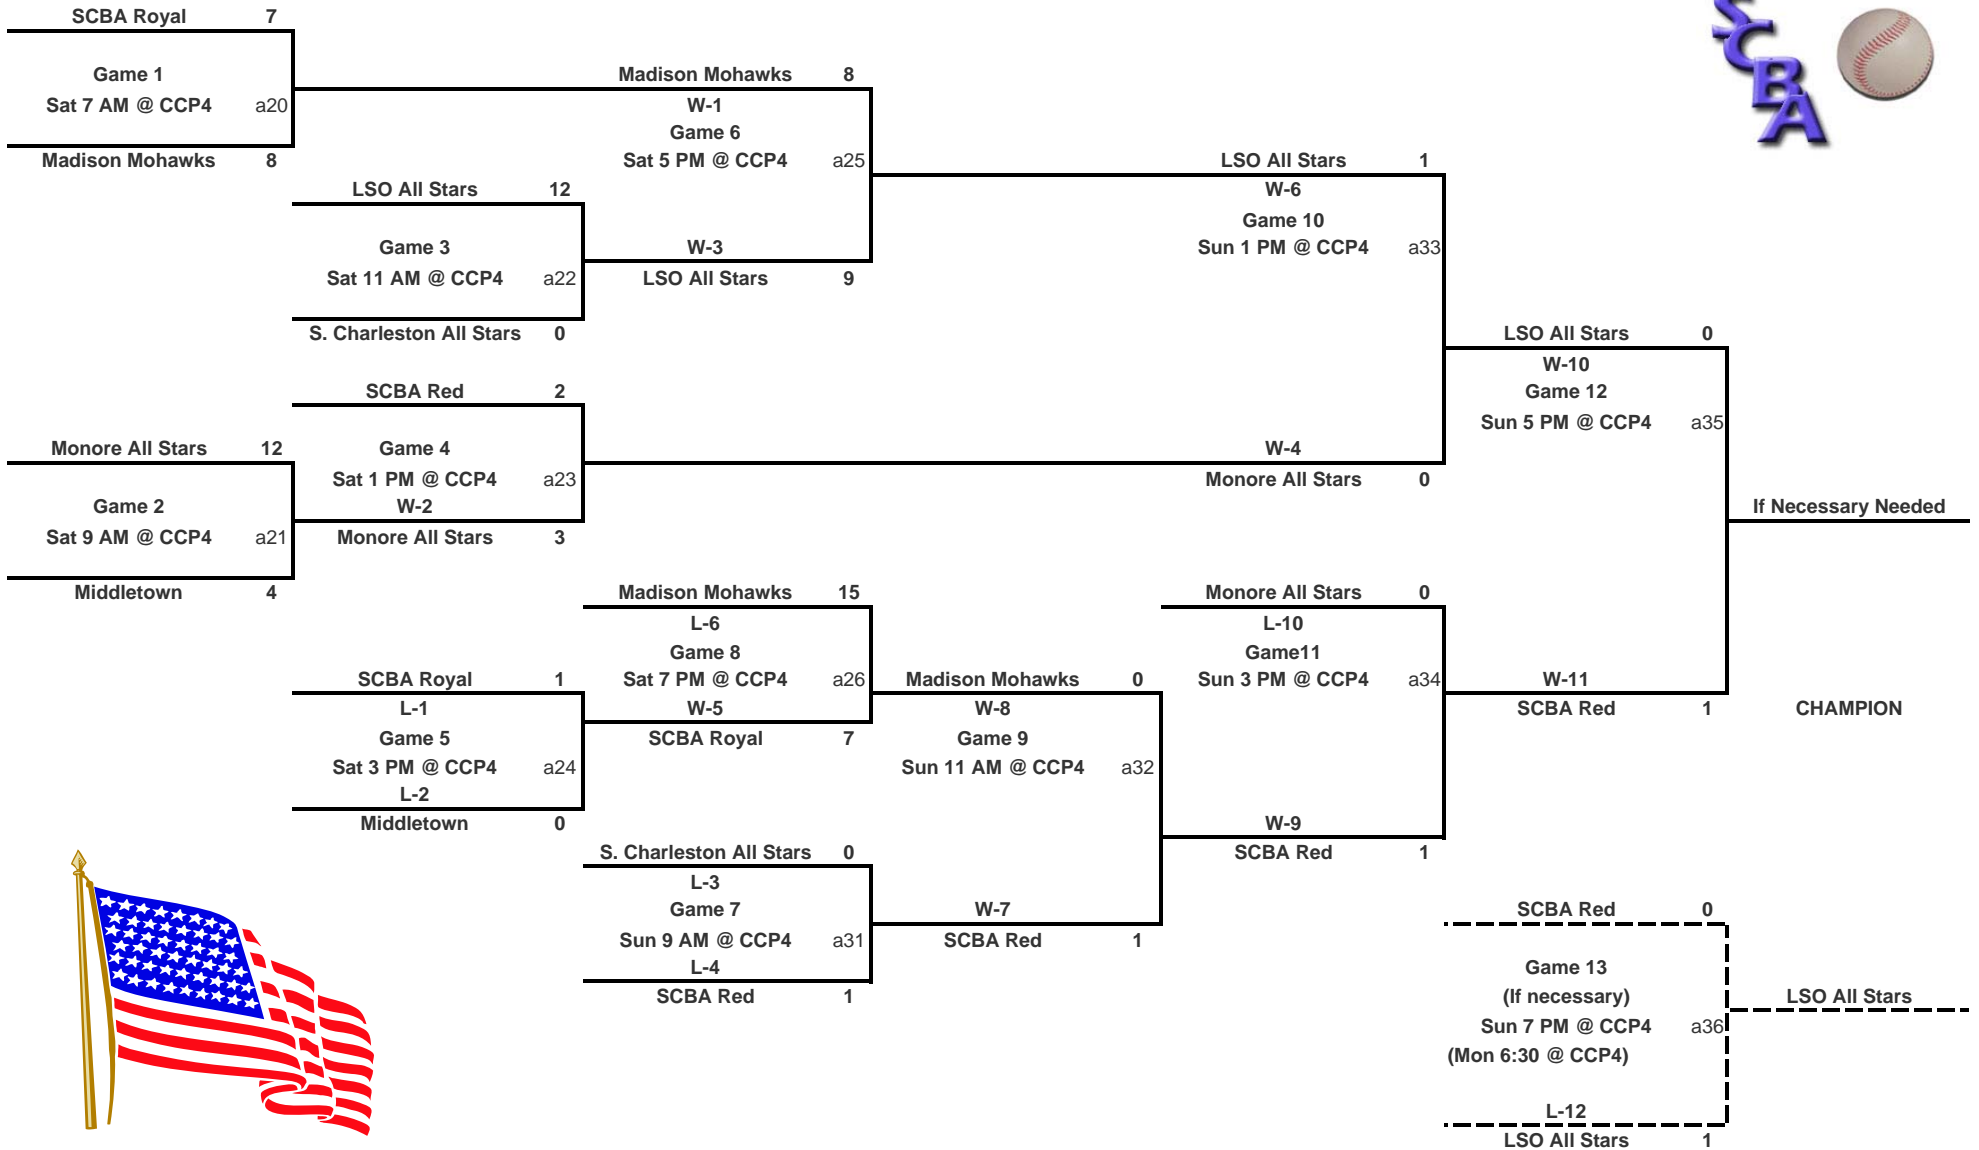 SCBA Royal 7
SCBA
Game 1
Madison Mohawks 8
Sat 7 AM @ CCP4 a20
W-1
Game 6
Madison Mohawks 8
Sat 5 PM @ CCP4 a25
LSO All Stars 1
LSO All Stars 12
W-6
Game 10
Game 3
W-3
Sun 1 PM @ CCP4 a33
Sat 11 AM @ CCP4 a22
LSO All Stars 9
S. Charleston All Stars 0
LSO All Stars 0
W-10
SCBA Red 2
Game 12
Sun 5 PM @ CCP4 a35
Monore All Stars 12
Game 4
W-4
Sat 1 PM @ CCP4 a23
Monore All Stars 0
Game 2
W-2
If Necessary Needed
Sat 9 AM @ CCP4 a21
Monore All Stars 3
Middletown 4
Madison Mohawks 15
Monore All Stars 0
L-6
L-10
Game 8
Game11
SCBA Royal 1
Sat 7 PM @ CCP4 a26
Madison Mohawks 0
Sun 3 PM @ CCP4 a34
W-11
L-1
W-5
W-8
SCBA Red 1
CHAMPION
Game 5
SCBA Royal 7
Game 9
Sat 3 PM @ CCP4 a24
Sun 11 AM @ CCP4 a32
L-2
Middletown 0
W-9
S. Charleston All Stars 0
SCBA Red 1
L-3
Game 7
W-7
SCBA Red 0
Sun 9 AM @ CCP4 a31
SCBA Red 1
L-4
Game 13
SCBA Red 1
(If necessary)
LSO All Stars
Sun 7 PM @ CCP4 a36
(Mon 6:30 @ CCP4)
L-12
LSO All Stars 1